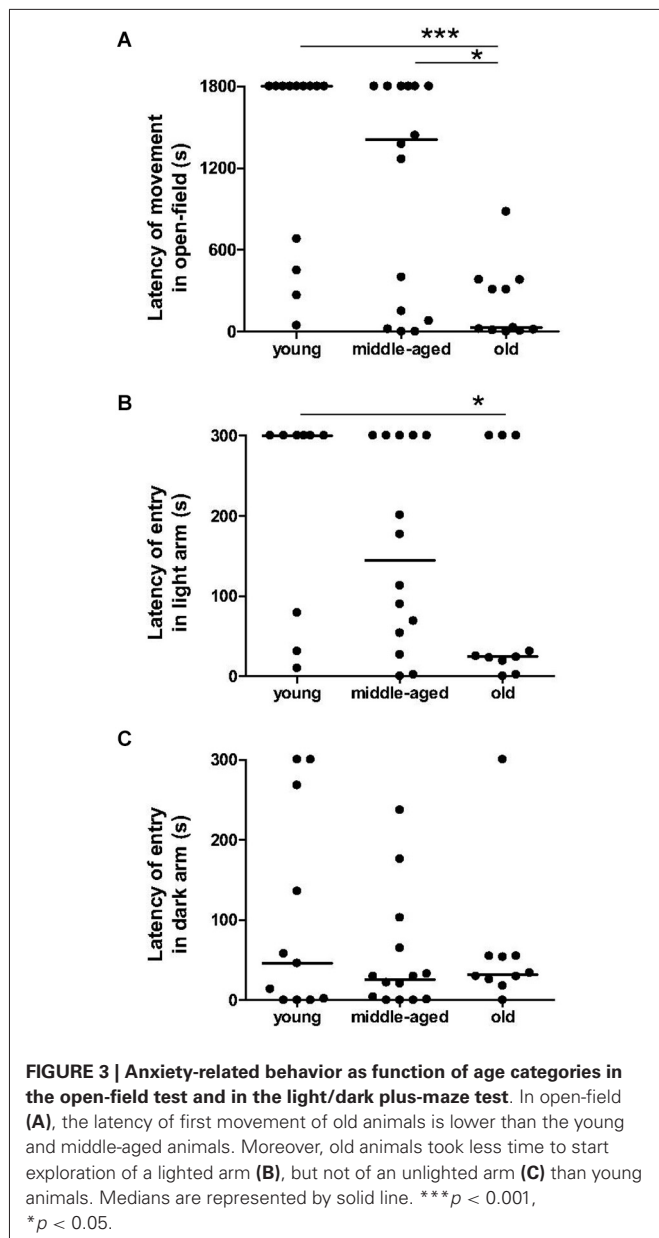 A
***
*
Latency of movement
in open-field (s)
1800
1200
600
0
young middle-aged old
B
*
Latency of entry
in light arm (s)
300
200
100
0
young middle-aged old
C
Latency of entry
in dark arm (s)
300
200
100
0
young middle-aged old
FIGURE 3 | Anxiety-related behavior as function of age categories in
the open-field test and in the light/dark plus-maze test. In open-field
(A), the latency of first movement of old animals is lower than the young
and middle-aged animals. Moreover, old animals took less time to start
exploration of a lighted arm (B), but not of an unlighted arm (C) than young
animals. Medians are represented by solid line. ***p < 0.001,
*p < 0.05.